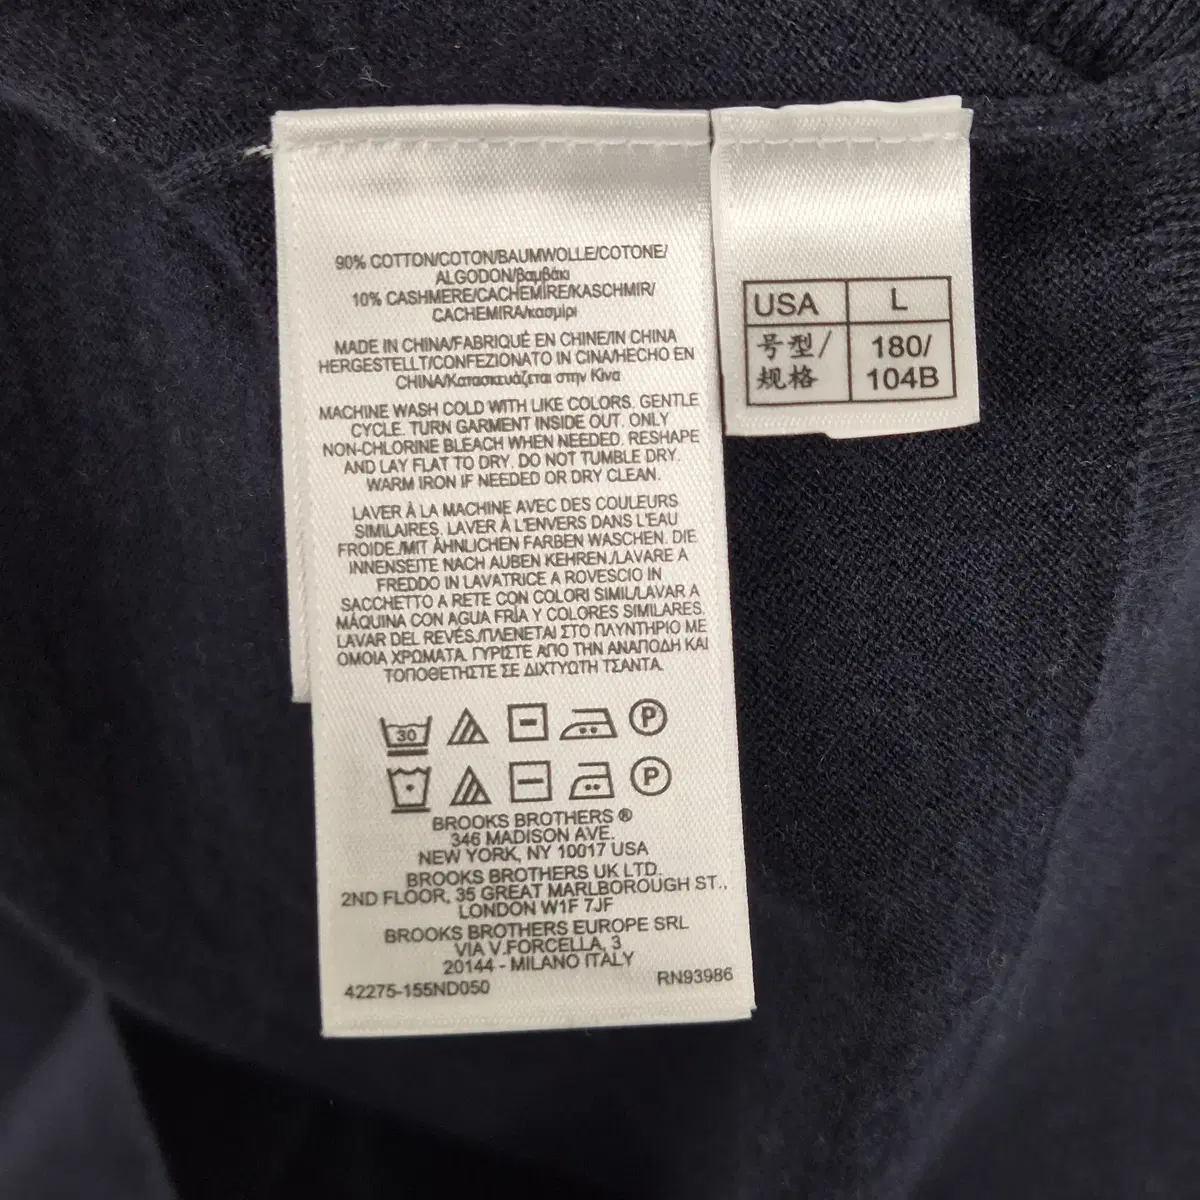 90% COTTON/COTON/BAUMWOLLE/COTONE/
ALGODON/βαμβάκι
10% CASHMERE/CACHEMIRE/KASCHMIR/
CACHEMIRA/κασμίρι
MADE IN CHINA/FABRIQUÉ EN CHINE/IN CHINA
HERGESTELLT/CONFEZIONATO IN CINA/HECHO EN
CHINA/Κατασκευάζεται στην Κίνα
MACHINE WASH COLD WITH LIKE COLORS. GENTLE
CYCLE. TURN GARMENT INSIDE OUT. ONLY
NON-CHLORINE BLEACH WHEN NEEDED. RESHAPE
AND LAY FLAT TO DRY. DO NOT TUMBLE DRY.
WARM IRON IF NEEDED OR DRY CLEAN.
LAVER À LA MACHINE AVEC DES COULEURS
SIMILAIRES. LAVER À L'ENVERS DANS L'EAU
FROIDE./MIT ÄHNLICHEN FARBEN WASCHEN. DIE
INNENSEITE NACH AUBEN KEHREN./LAVARE A
FREDDO IN LAVATRICE A ROVESCIO IN
SACCHETTO A RETE CON COLORI SIMILI/LAVAR A
MÁQUINA CON AGUA FRÍA Y COLORES SIMILARES.
LAVAR DEL REVÉS./ΠΛΕΝΕΤΑΙ ΣΤΟ ΠΛΥΝΤΗΡΙΟ ΜΕ
ΟΜΟΙΑ ΧΡΩΜΑΤΑ. ΓΥΡΙΣΤΕ ΑΠΟ ΤΗΝ ΑΝΑΠΟΔΗ ΚΑΙ
ΤΟΠΟΘΕΤΗΣΤΕ ΣΕ ΔΙΧΤΥΩΤΗ ΤΣΑΝΤΑ.
30 P
P
BROOKS BROTHERS ®
346 MADISON AVE.
NEW YORK, NY 10017 USA
BROOKS BROTHERS UK LTD.
2ND FLOOR, 35 GREAT MARLBOROUGH ST.,
LONDON W1F 7JF
BROOKS BROTHERS EUROPE SRL
VIA V.FORCELLA, 3
20144 - MILANO ITALY
42275-155ND050 RN93986
USA L
号型/ 180/
规格 104B